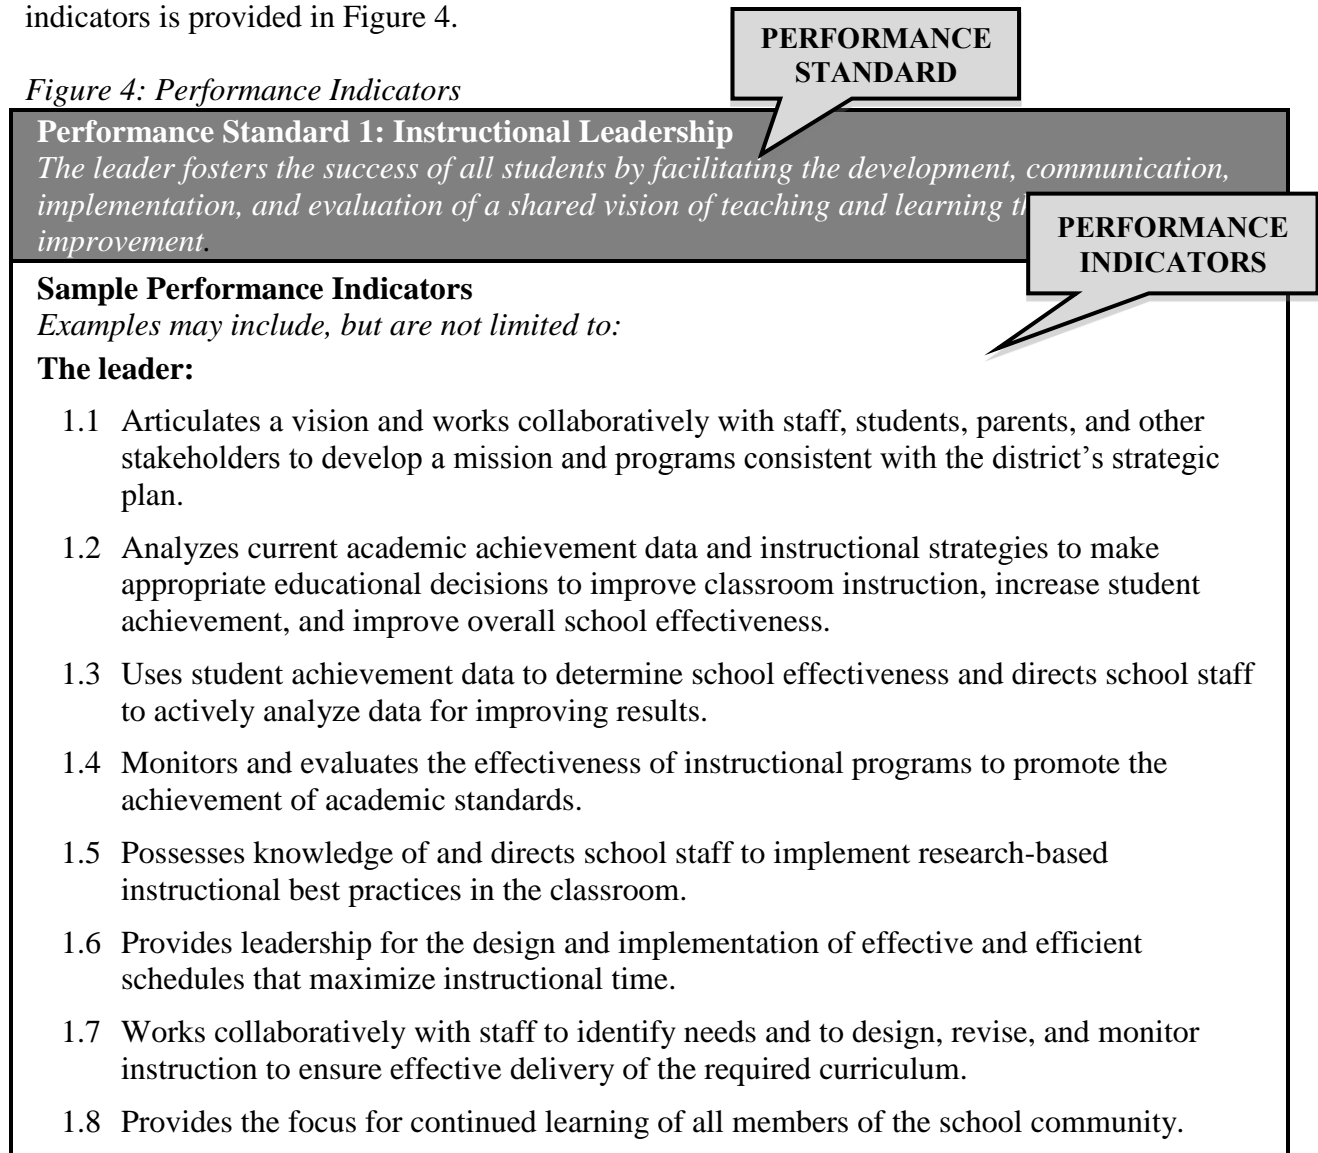 indicators is provided in Figure 4.
PERFORMANCE
STANDARD
Figure 4: Performance Indicators
Performance Standard 1: Instructional Leadership
The leader fosters the success of all students by facilitating the development, communication,
implementation, and evaluation of a shared vision of teaching and learning
improvement.
PERFORMANCE
INDICATORS
Sample Performance Indicators
Examples may include, but are not limited to:
The leader:
1.1 Articulates a vision and works collaboratively with staff, students, parents, and other
stakeholders to develop a mission and programs consistent with the district’s strategic
plan.
1.2 Analyzes current academic achievement data and instructional strategies to make
appropriate educational decisions to improve classroom instruction, increase student
achievement, and improve overall school effectiveness.
1.3 Uses student achievement data to determine school effectiveness and directs school staff
to actively analyze data for improving results.
1.4 Monitors and evaluates the effectiveness of instructional programs to promote the
achievement of academic standards.
1.5 Possesses knowledge of and directs school staff to implement research-based
instructional best practices in the classroom.
1.6 Provides leadership for the design and implementation of effective and efficient
schedules that maximize instructional time.
1.7 Works collaboratively with staff to identify needs and to design, revise, and monitor
instruction to ensure effective delivery of the required curriculum.
1.8 Provides the focus for continued learning of all members of the school community.